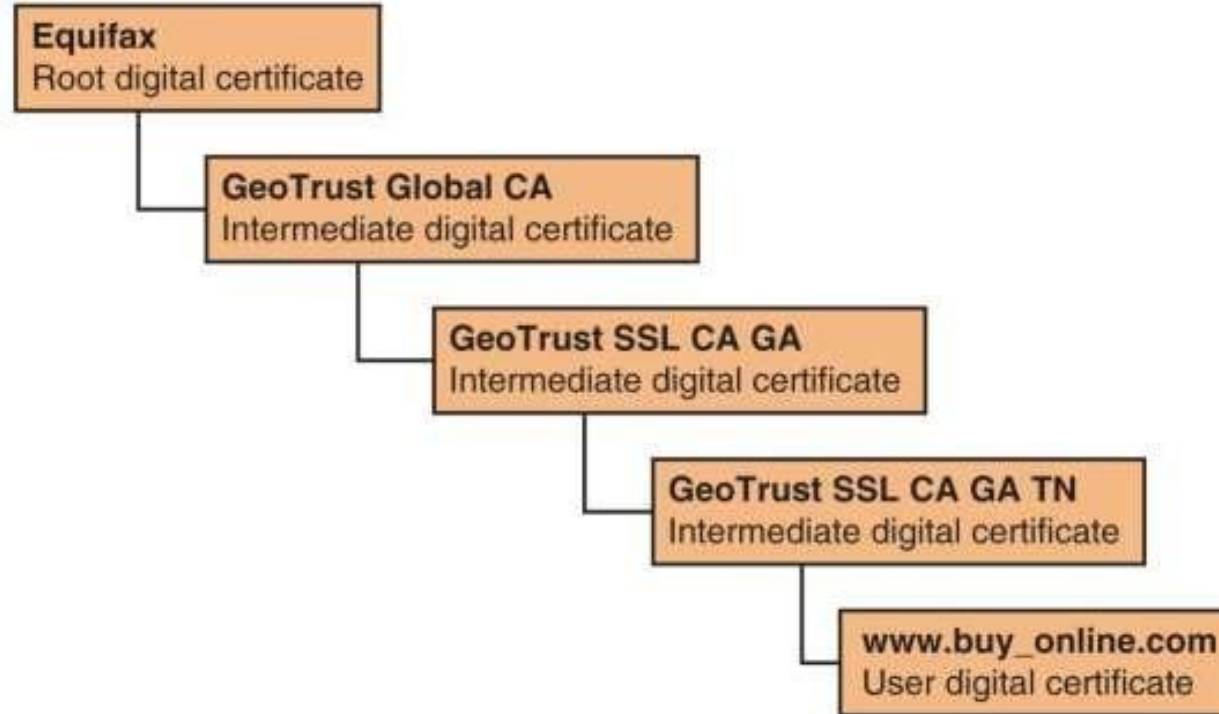 Equifax
Root digital certificate
GeoTrust Global CA
Intermediate digital certificate
GeoTrust SSL CA GA
Intermediate digital certificate
GeoTrust SSL CA GA TN
Intermediate digital certificate
www.buy_online.com
User digital certificate